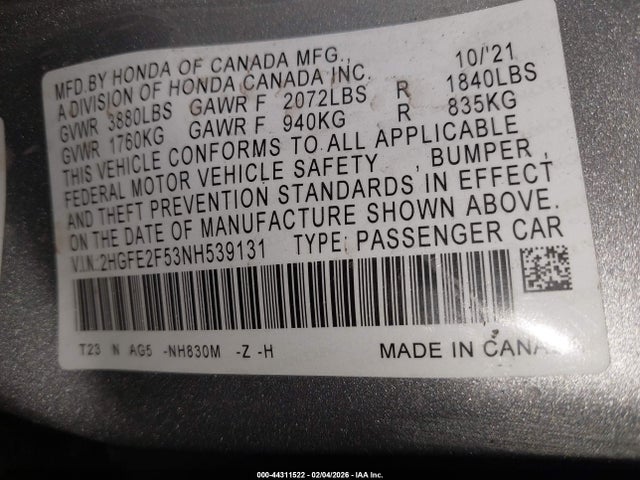 MFD.BY HONDA OF CANADA MFG., 10/'21
A DIVISION OF HONDA CANADA INC.
GVWR 3880LBS GAWR F 2072LBS R 1840LBS
GVWR 1760KG GAWR F 940KG R 835KG
THIS VEHICLE CONFORMS TO ALL APPLICABLE
FEDERAL MOTOR VEHICLE SAFETY , BUMPER ,
AND THEFT PREVENTION STANDARDS IN EFFECT
ON THE DATE OF MANUFACTURE SHOWN ABOVE.
V.I.N:2HGFE2F53NH539131 TYPE: PASSENGER CAR
T23 N AG5 -NH830M -Z -H MADE IN CANA
000-44311522 - 02/04/2026 - IAA Inc.